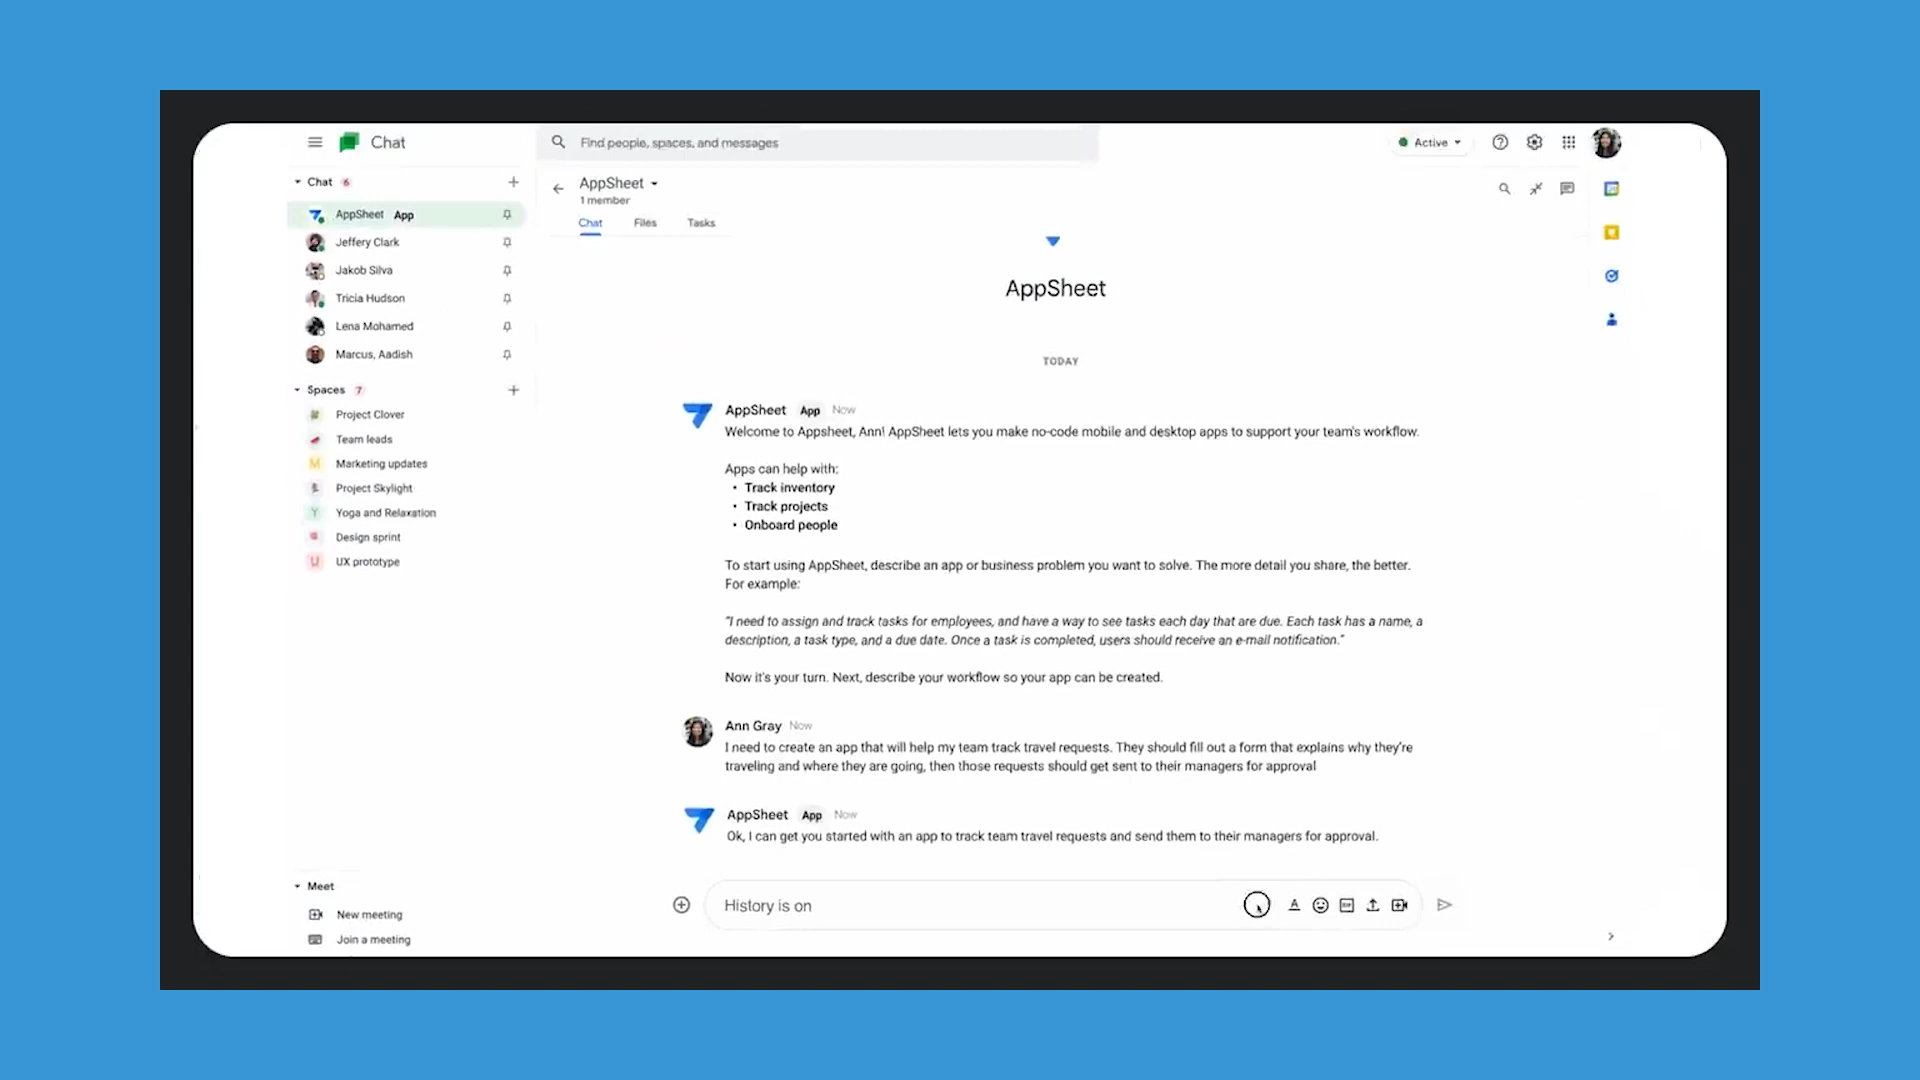 Chat
Find people, spaces, and messages
Active
Chat 6
AppSheet App
Jeffery Clark
Jakob Silva
Tricia Hudson
Lena Mohamed
Marcus, Aadish
Spaces 7
Project Clover
Team leads
M Marketing updates
Project Skylight
Y Yoga and Relaxation
Design sprint
U UX prototype
Meet
New meeting
Join a meeting
AppSheet
1 member
Chat Files Tasks
AppSheet
TODAY
AppSheet App Now
Welcome to Appsheet, Ann! AppSheet lets you make no-code mobile and desktop apps to support your team's workflow.
Apps can help with:
• Track inventory
• Track projects
• Onboard people
To start using AppSheet, describe an app or business problem you want to solve. The more detail you share, the better.
For example:
"I need to assign and track tasks for employees, and have a way to see tasks each day that are due. Each task has a name, a
description, a task type, and a due date. Once a task is completed, users should receive an e-mail notification."
Now it's your turn. Next, describe your workflow so your app can be created.
Ann Gray Now
I need to create an app that will help my team track travel requests. They should fill out a form that explains why they're
traveling and where they are going, then those requests should get sent to their managers for approval
AppSheet App Now
Ok, I can get you started with an app to track team travel requests and send them to their managers for approval.
History is on